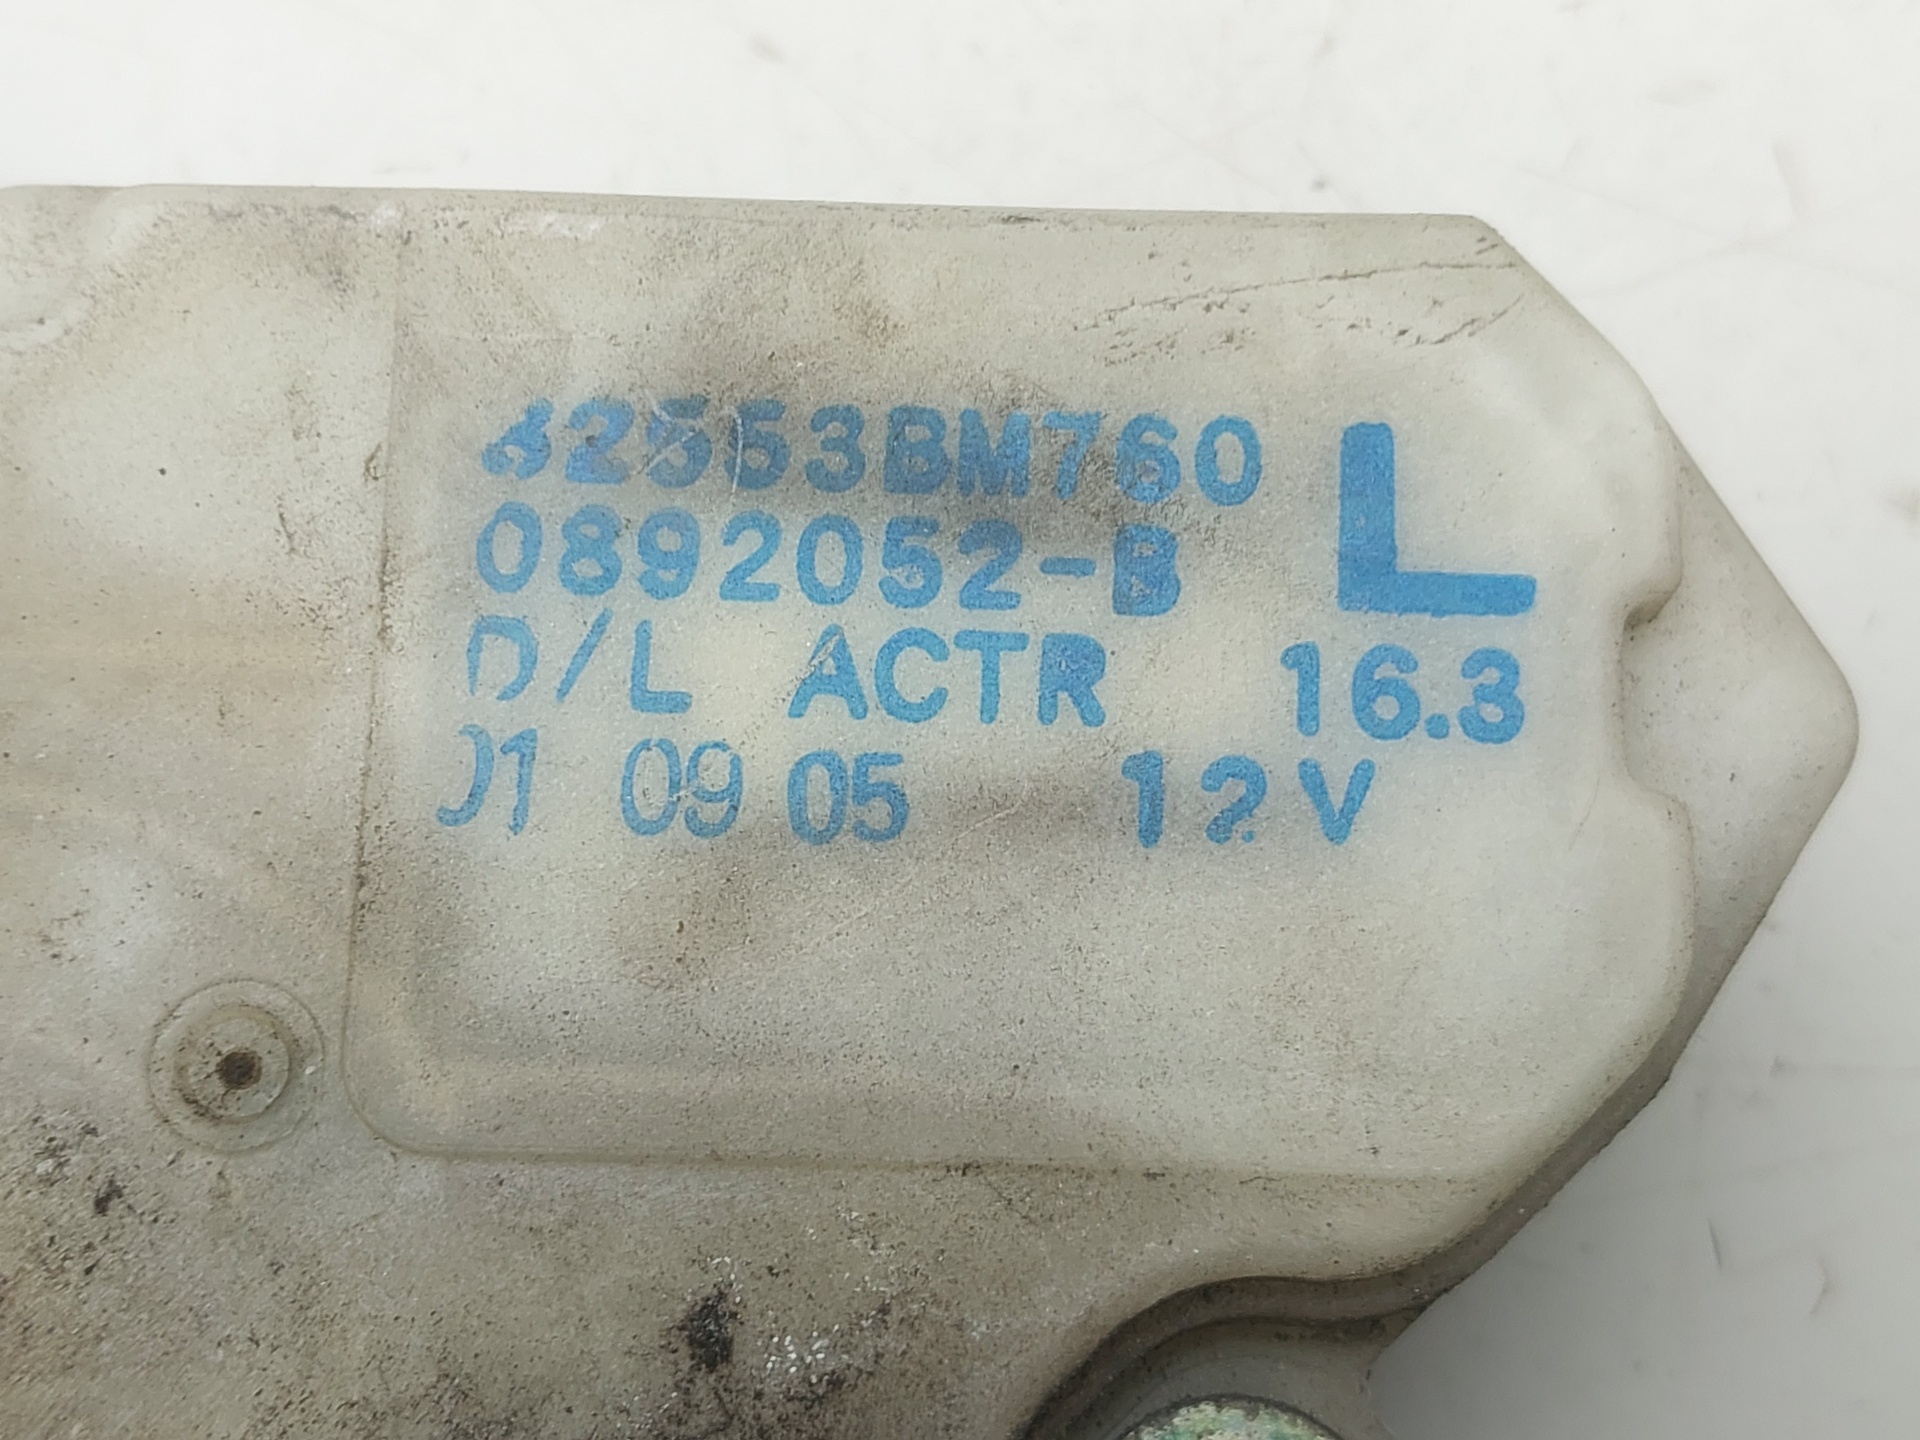 82553BM760
L
0892052-B
D/L ACTR 16.3
01 09 05 12V